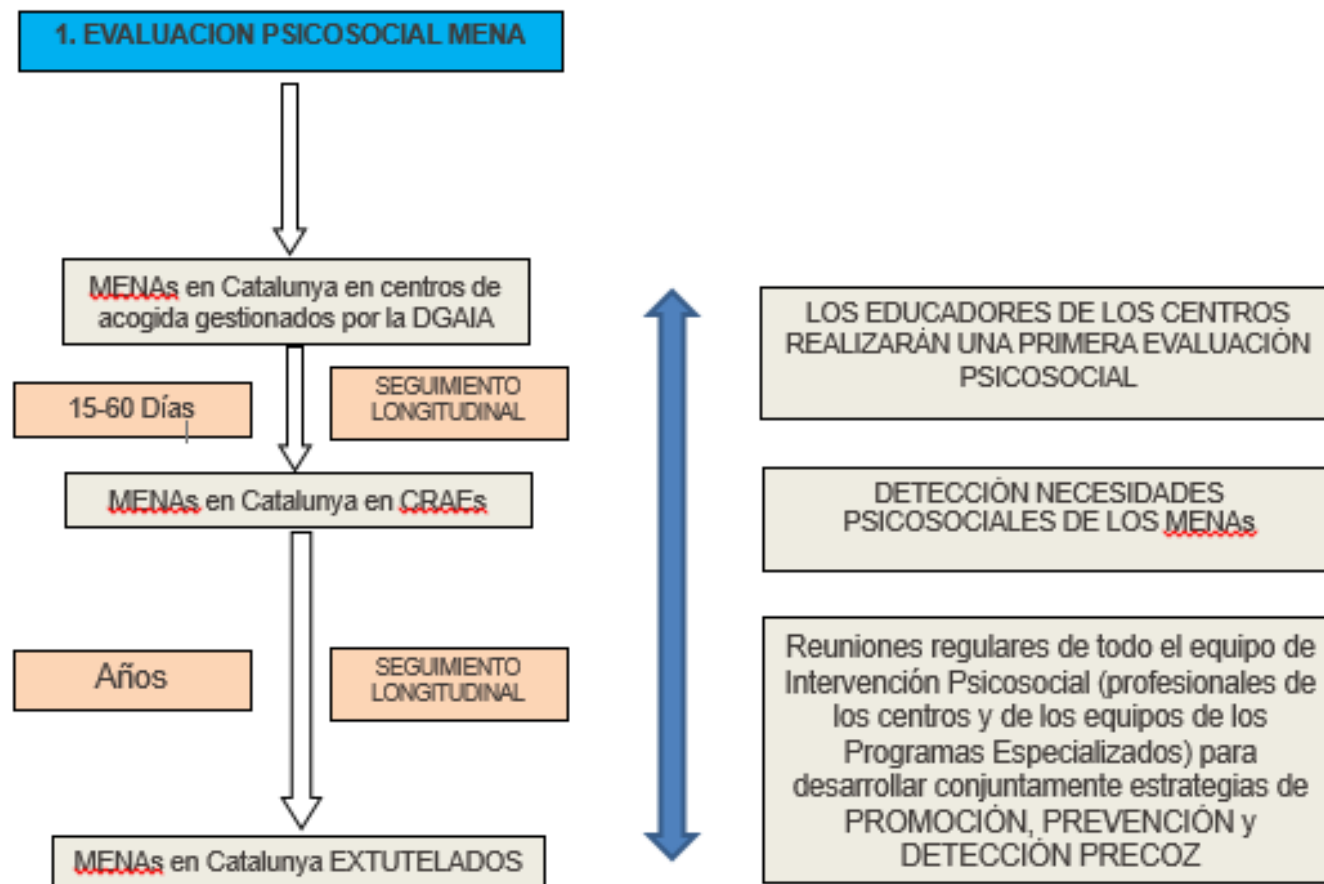 1. EVALUACION PSICOSOCIAL MENA
MENAs en Catalunya en centros de
acogida gestionados por la DGAIA
15-60 Días
SEGUIMIENTO
LONGITUDINAL
MENAs en Catalunya en CRAEs
Años
SEGUIMIENTO
LONGITUDINAL
MENAs en Catalunya EXTUTELADOS
LOS EDUCADORES DE LOS CENTROS
REALIZARÁN UNA PRIMERA EVALUACIÓN
PSICOSOCIAL
DETECCIÓN NECESIDADES
PSICOSOCIALES DE LOS MENAs
Reuniones regulares de todo el equipo de
Intervención Psicosocial (profesionales de
los centros y de los equipos de los
Programas Especializados) para
desarrollar conjuntamente estrategias de
PROMOCIÓN, PREVENCIÓN y
DETECCIÓN PRECOZ